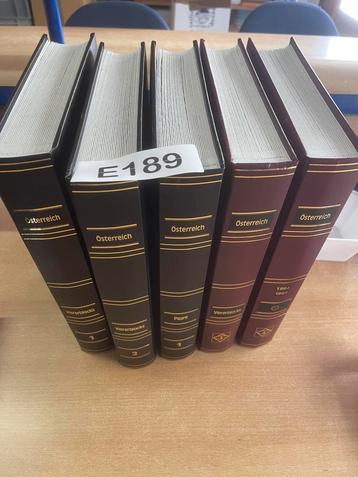 E189
Österreich
Viererblocks
1
Österreich
Viererblocks
2
Österreich
Paare
1
Österreich
Viererblocks
Österreich